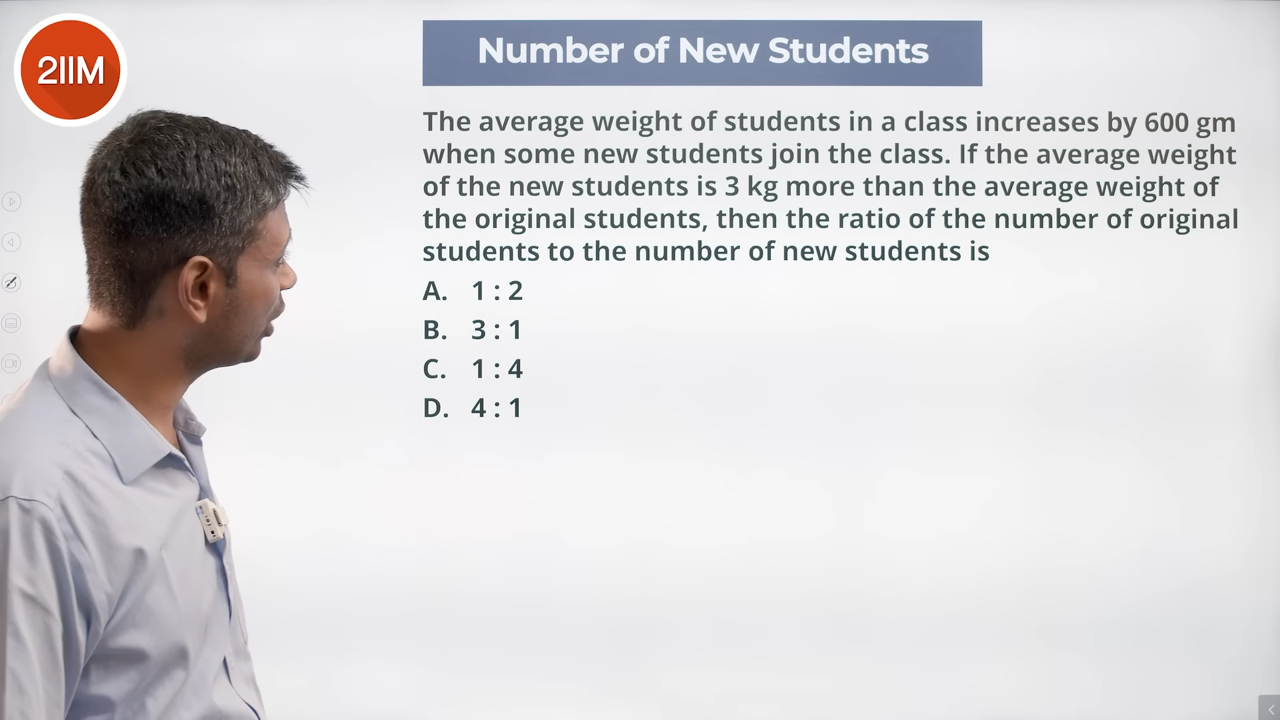 2IIM
Number of New Students
The average weight of students in a class increases by 600 gm
when some new students join the class. If the average weight
of the new students is 3 kg more than the average weight of
the original students, then the ratio of the number of original
students to the number of new students is
A. 1 : 2
B. 3 : 1
C. 1 : 4
D. 4 : 1